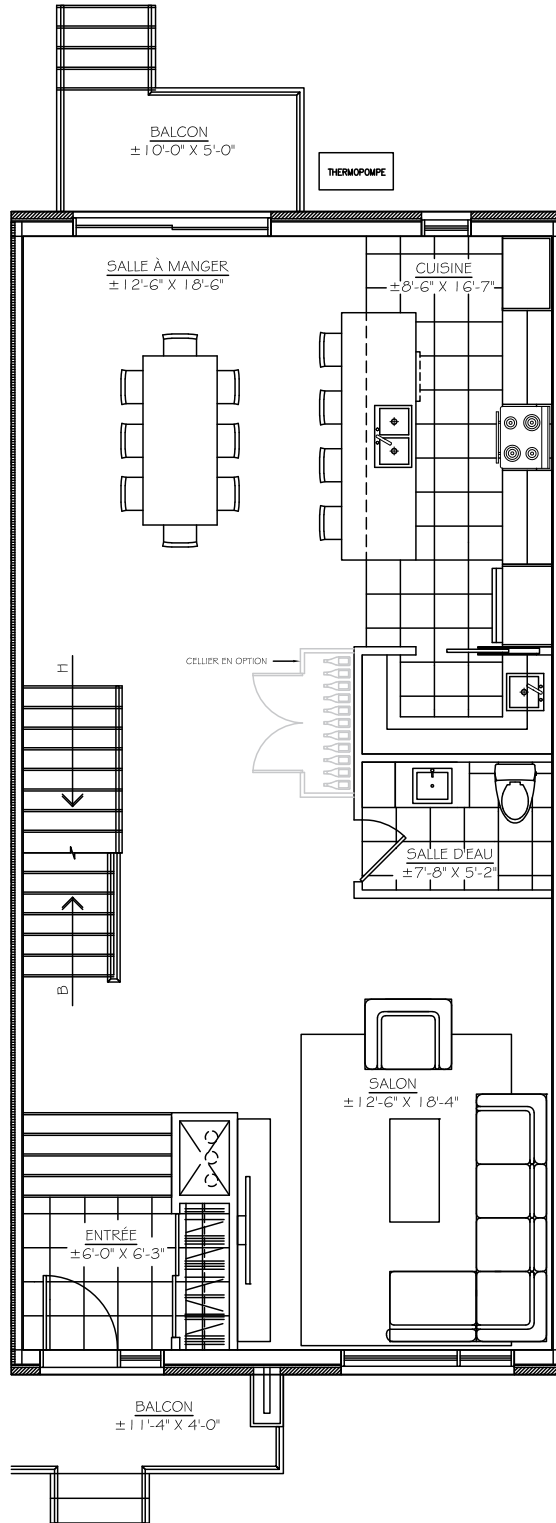 BALCON
±10'-0" X 5'-0"
THERMOPOMPE
SALLE À MANGER
±12'-6" X 18'-6"
CUISINE
±8'-6" X 16'-7"
H
CELLIER EN OPTION
SALLE D'EAU
±7'-8" X 5'-2"
B
SALON
±12'-6" X 18'-4"
ENTRÉE
±6'-0" X 6'-3"
BALCON
±11'-4" X 4'-0"